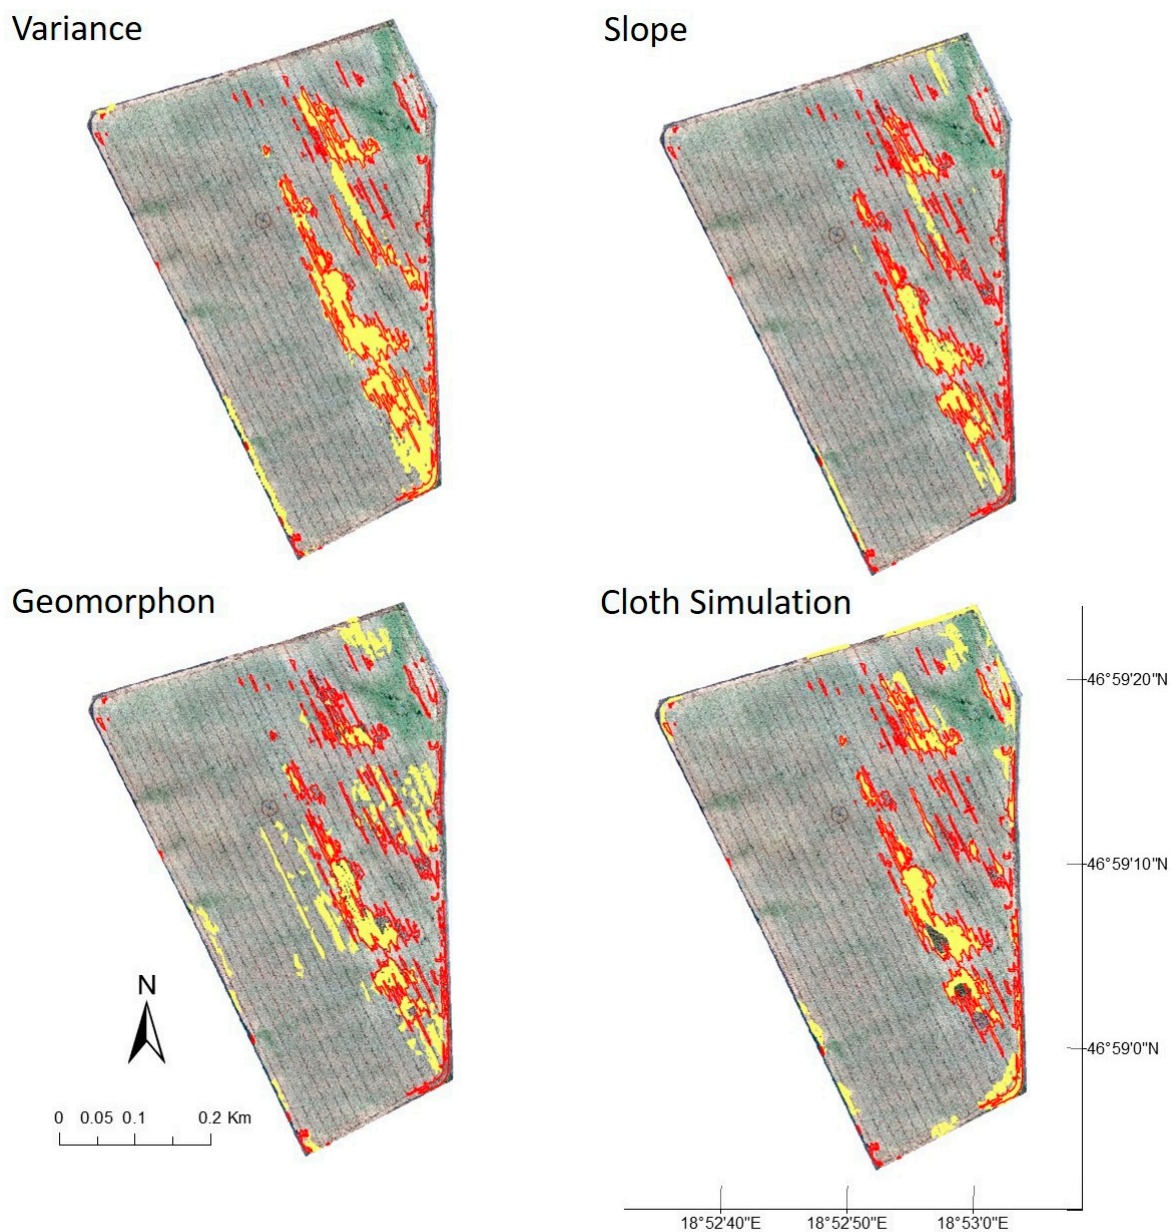 Variance
Slope
Geomorphon
Cloth Simulation
46°59'20"N
46°59'10"N
46°59'0"N
N
0 0.05 0.1 0.2 Km
18°52'40"E 18°52'50"E 18°53'0"E